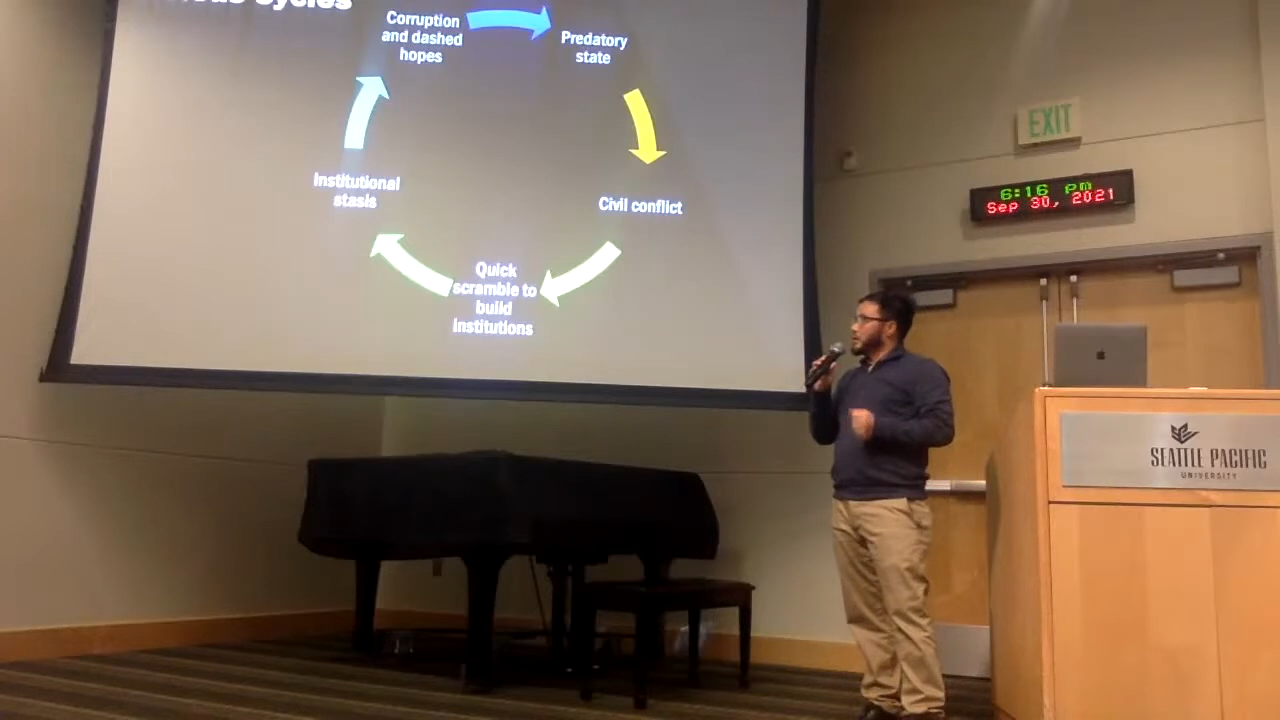 Cycles
Corruption
and dashed
hopes
Predatory
state
Civil conflict
Quick
scramble to
build
institutions
Institutional
stasis
EXIT
6:16 PM
Sep 30, 2021
SEATTLE PACIFIC
UNIVERSITY